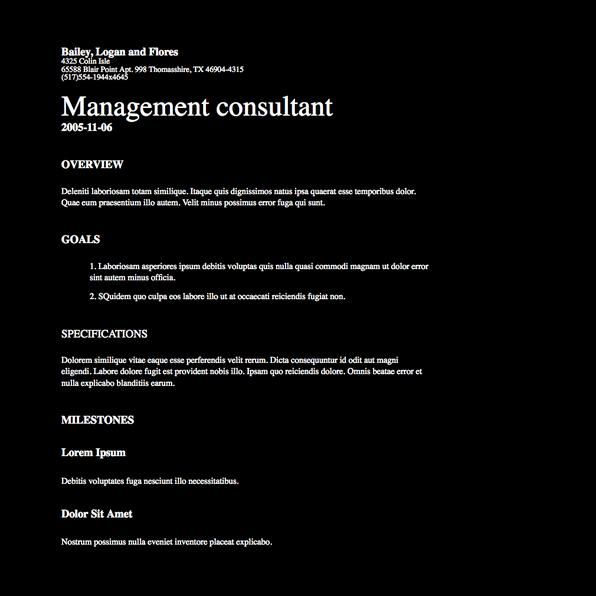 Bailey, Logan and Flores
4325 Colin Isle
65588 Blair Point Apt. 998 Thomasshire, TX 46904-4315
(517)554-1944x4645
Management consultant
2005-11-06
OVERVIEW
Deleniti laboriosam totam similique. Itaque quis dignissimos natus ipsa quaerat esse temporibus dolor.
Quae eum praesentium illo autem. Velit minus possimus error fuga qui sunt.
GOALS
1. Laboriosam asperiores ipsum debitis voluptas quis nulla quasi commodi magnam ut dolor error
sint autem minus officia.
2. SQuidem quo culpa eos labore illo ut at occaecati reiciendis fugiat non.
SPECIFICATIONS
Dolorem similique vitae eaque esse perferendis velit rerum. Dicta consequuntur id odit aut magni
eligendi. Labore dolore fugit est provident nobis illo. Ipsam quo reiciendis dolore. Omnis beatae error et
nulla explicabo blanditiis earum.
MILESTONES
Lorem Ipsum
Debitis voluptates fuga nesciunt illo necessitatibus.
Dolor Sit Amet
Nostrum possimus nulla eveniet inventore placeat explicabo.